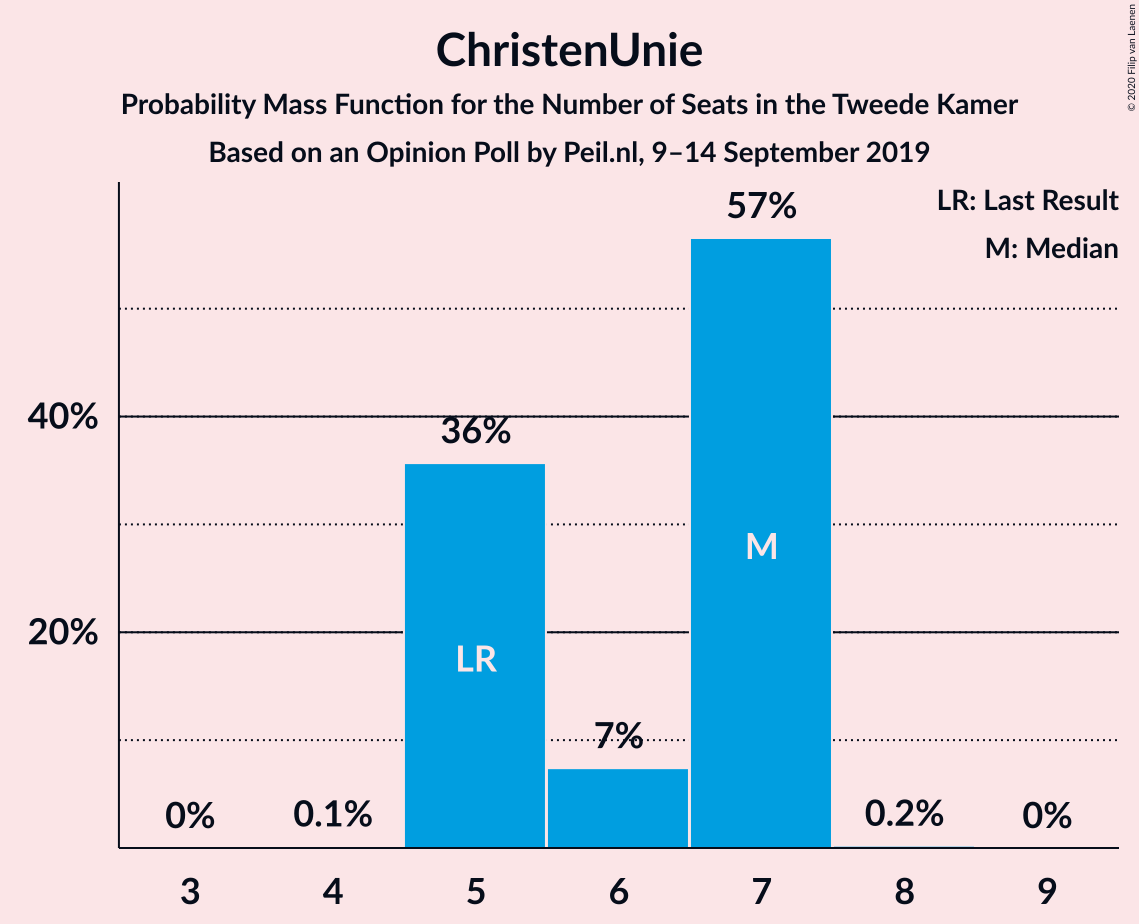 ChristenUnie
Probability Mass Function for the Number of Seats in the Tweede Kamer
Based on an Opinion Poll by Peil.nl, 9–14 September 2019
© 2020 Filip van Laenen
LR: Last Result
M: Median
57%
40%
36%
M
20%
LR
7%
0%
0.1%
0.2%
0%
3 4 5 6 7 8 9